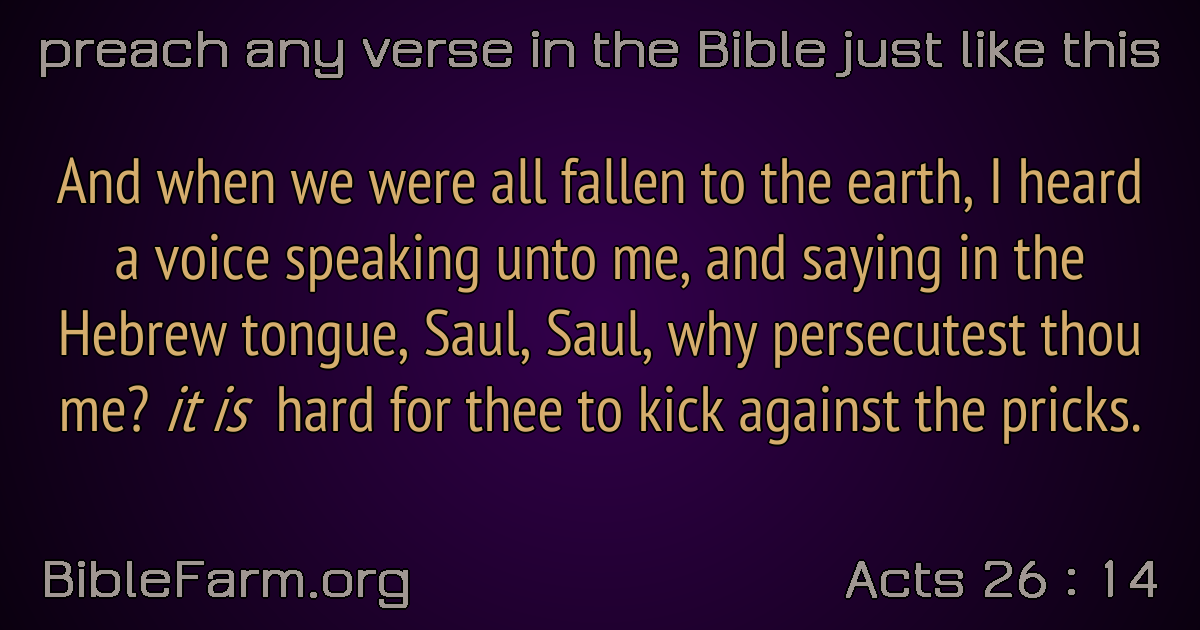 preach any verse in the Bible just like this
And when we were all fallen to the earth, I heard
a voice speaking unto me, and saying in the
Hebrew tongue, Saul, Saul, why persecutest thou
me? it is hard for thee to kick against the pricks.
BibleFarm.org
Acts 26 : 14